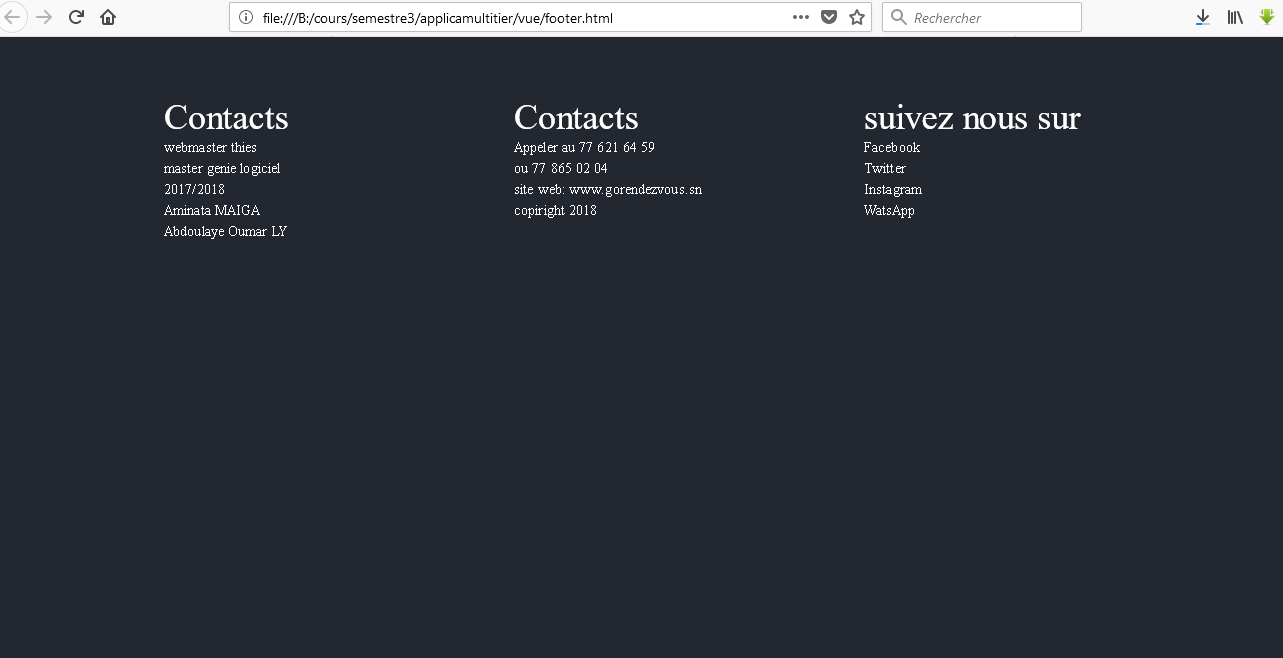 file:///B:/cours/semestre3/applicamultitier/vue/footer.html
Rechercher
Contacts
webmaster thies
master genie logiciel
2017/2018
Aminata MAIGA
Abdoulaye Oumar LY
Contacts
Appeler au 77 621 64 59
ou 77 865 02 04
site web: www.gorendezvous.sn
copiright 2018
suivez nous sur
Facebook
Twitter
Instagram
WatsApp